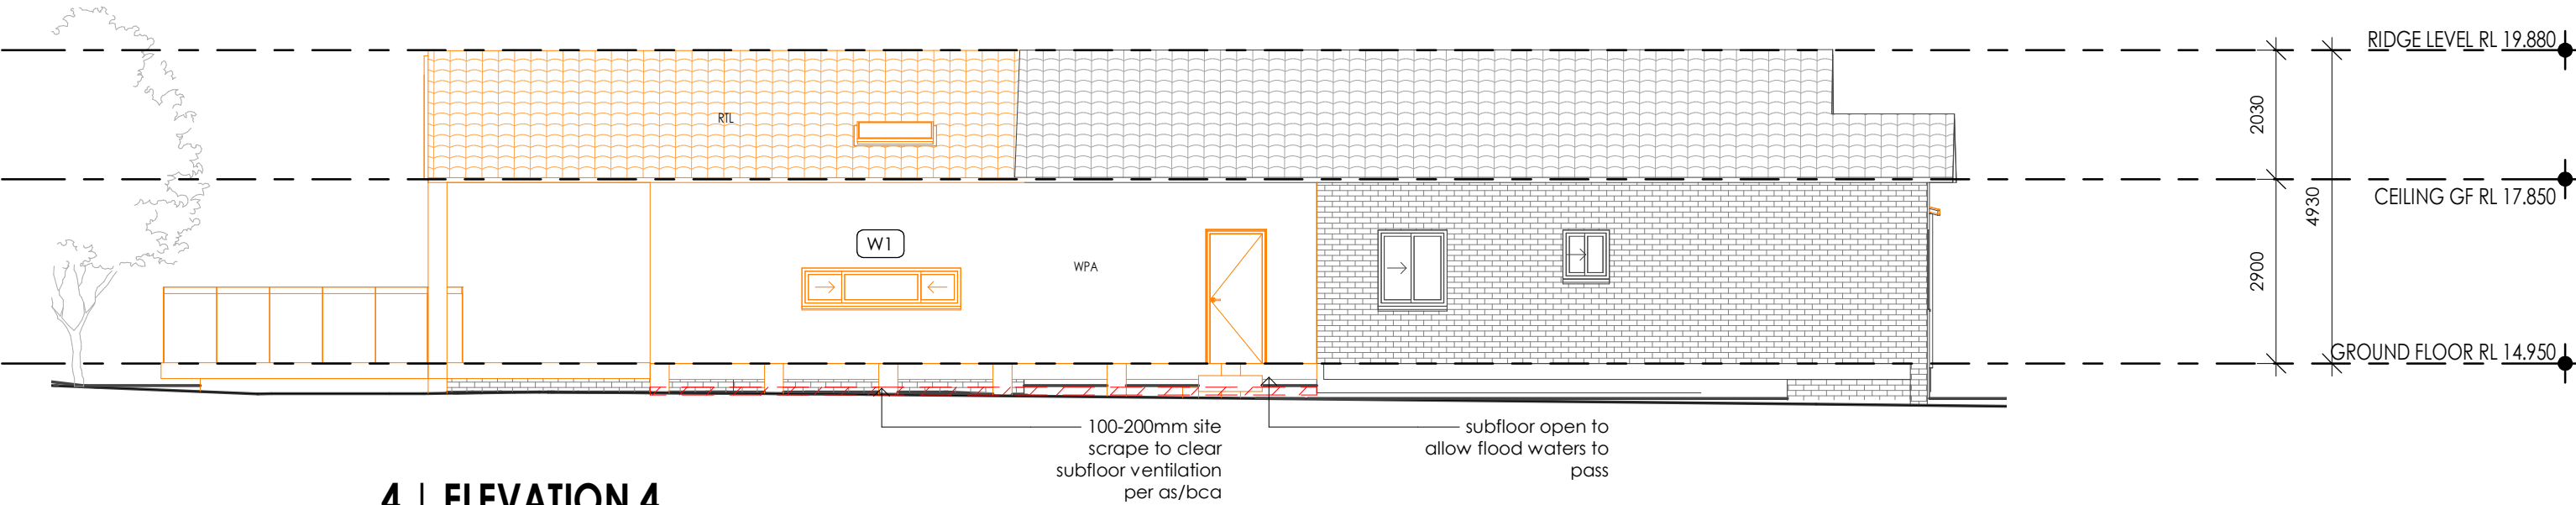 RIDGE LEVEL RL 19.880
2030
RTL
CEILING GF RL 17.850
4930
W1
WPA
2900
GROUND FLOOR RL 14.950
100-200mm site
scrape to clear
subfloor ventilation
per as/bca
subfloor open to
allow flood waters to
pass
4 | ELEVATION 4